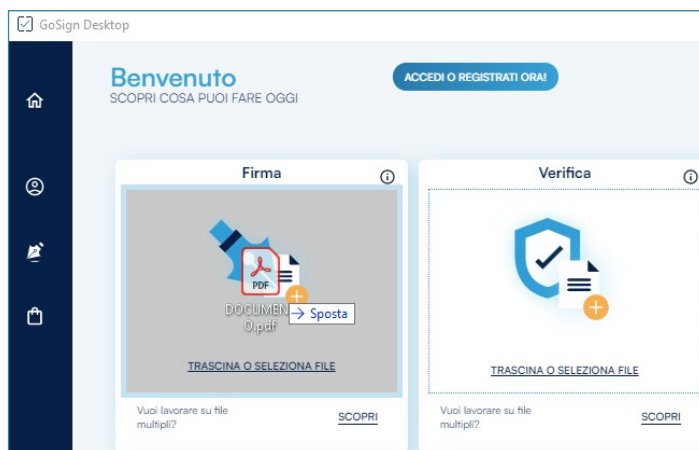 GoSign Desktop
Benvenuto
SCOPRI COSA PUOI FARE OGGI
ACCEDI O REGISTRATI ORA!
Firma
PDF
DOCUMEN
O.pdf
→ Sposta
TRASCINA O SELEZIONA FILE
Vuoi lavorare su file
multipli?
SCOPRI
Verifica
TRASCINA O SELEZIONA FILE
Vuoi lavorare su file
multipli?
SCOPRI